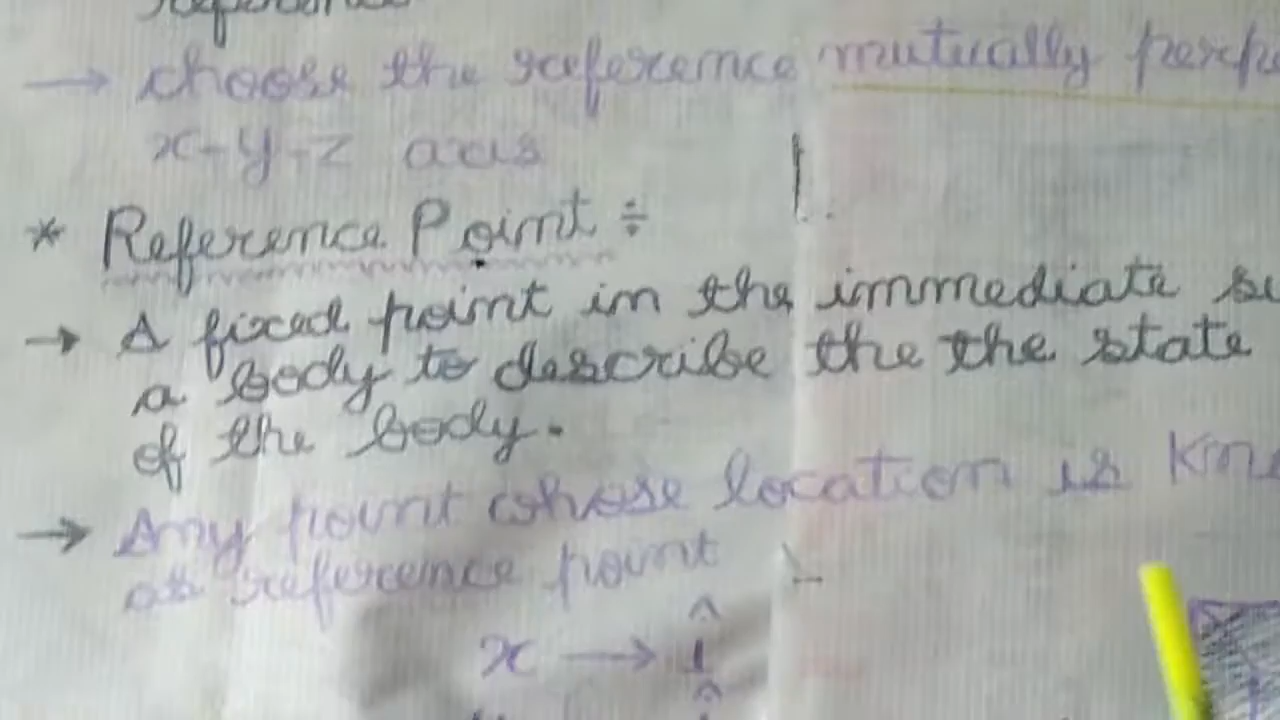 reference
→ choose the reference mutually
x-y-z axis
* Reference Point ÷
→ A fixed point in the immediate
a body to describe the the state
of the body.
→ Any point whose location is
as reference point
x → î